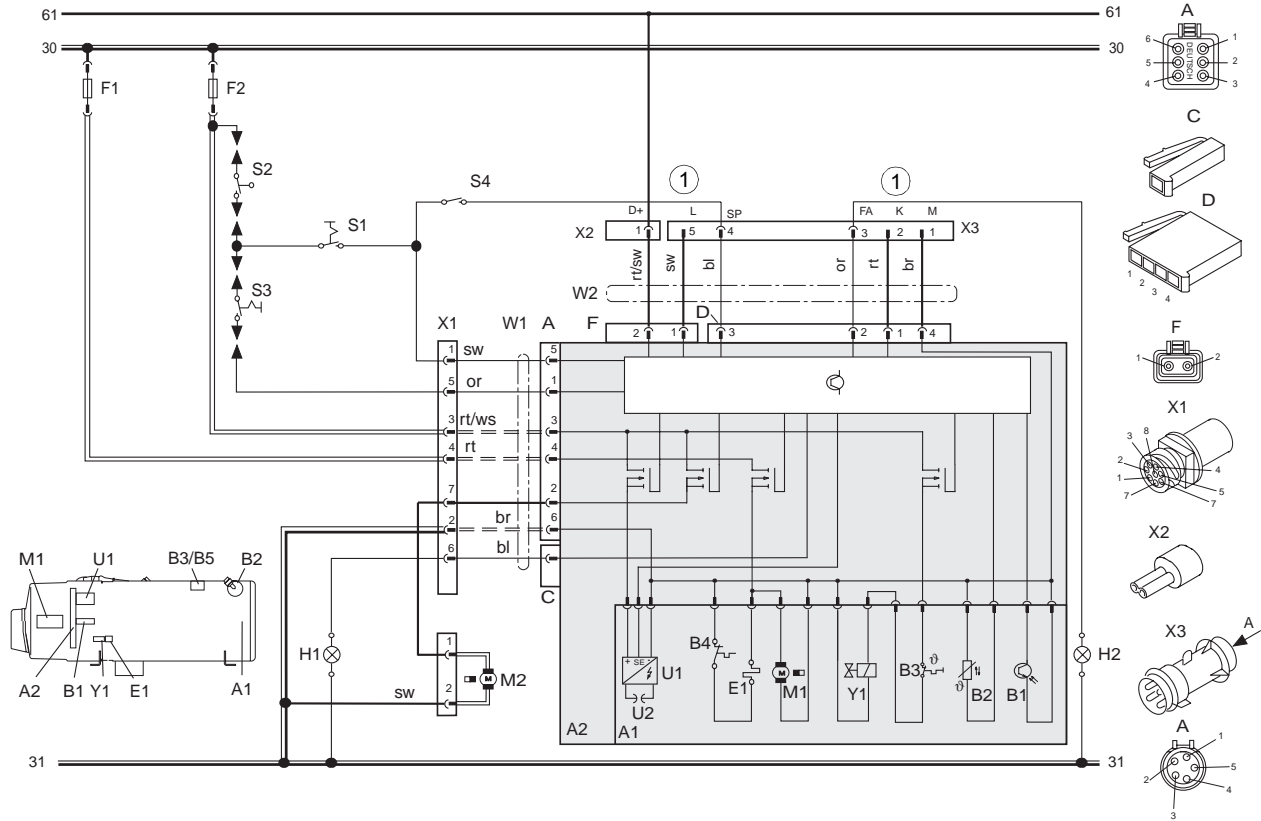 61
61
30
30
F1
F2
S2
S1
S3
S4
1
1
D+
L
SP
FA
K
M
X2
1
5
4
3
2
1
X3
rt/sw
sw
bl
or
rt
br
W2
F
D
2
1
3
2
1
4
X1
W1
A
1
sw
5
5
or
1
3
rt/ws
3
4
rt
4
7
2
2
br
6
6
bl
C
H1
1
2
sw
M
M2
+ SE -
U1
U2
B4
E1
M
M1
Y1
B3
ϑ
ϑ
B2
B1
A2
A1
H2
31
31
M1
U1
B3/B5
B2
A2
B1
Y1
E1
A1
A
6
5
4
1
2
3
DEUTSCH
C
D
1
2
3
4
F
1
2
X1
3
8
2
1
7
4
5
7
X2
X3
A
A
1
2
5
4
3